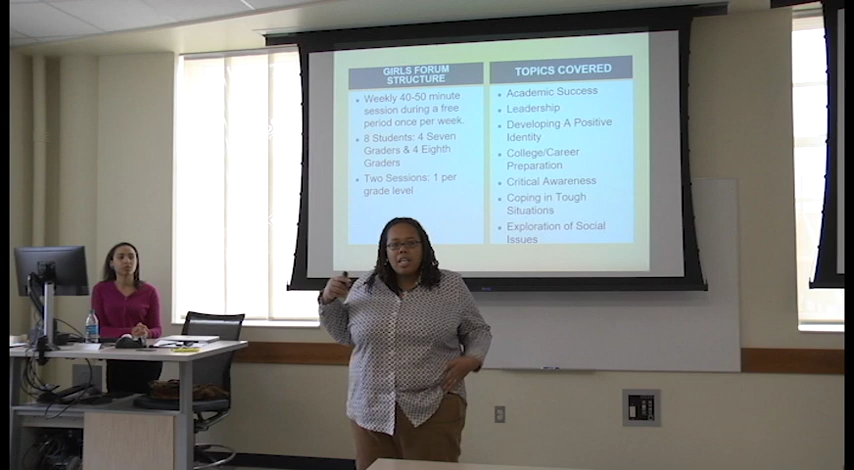 GIRLS FORUM
STRUCTURE
• Weekly 40-50 minute
session during a free
period once per week.
• 8 Students: 4 Seven
Graders & 4 Eighth
Graders
• Two Sessions: 1 per
grade level
TOPICS COVERED
• Academic Success
• Leadership
• Developing A Positive
Identity
• College/Career
Preparation
• Critical Awareness
• Coping in Tough
Situations
• Exploration of Social
Issues